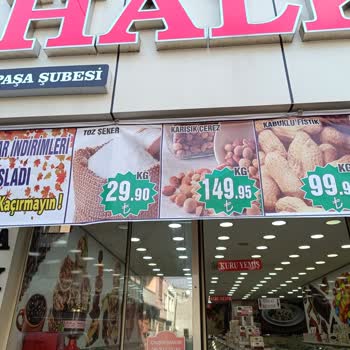 HALK
PAŞA ŞUBESİ
AR İNDİRİMLERİ
ŞLADI
Kaçırmayın !
TOZ ŞEKER
KG
29.90
₺
KARIŞIK ÇEREZ
KG
149.95
₺
KABUKLU FISTIK
KG
99.9
₺
KURU YEMİŞ